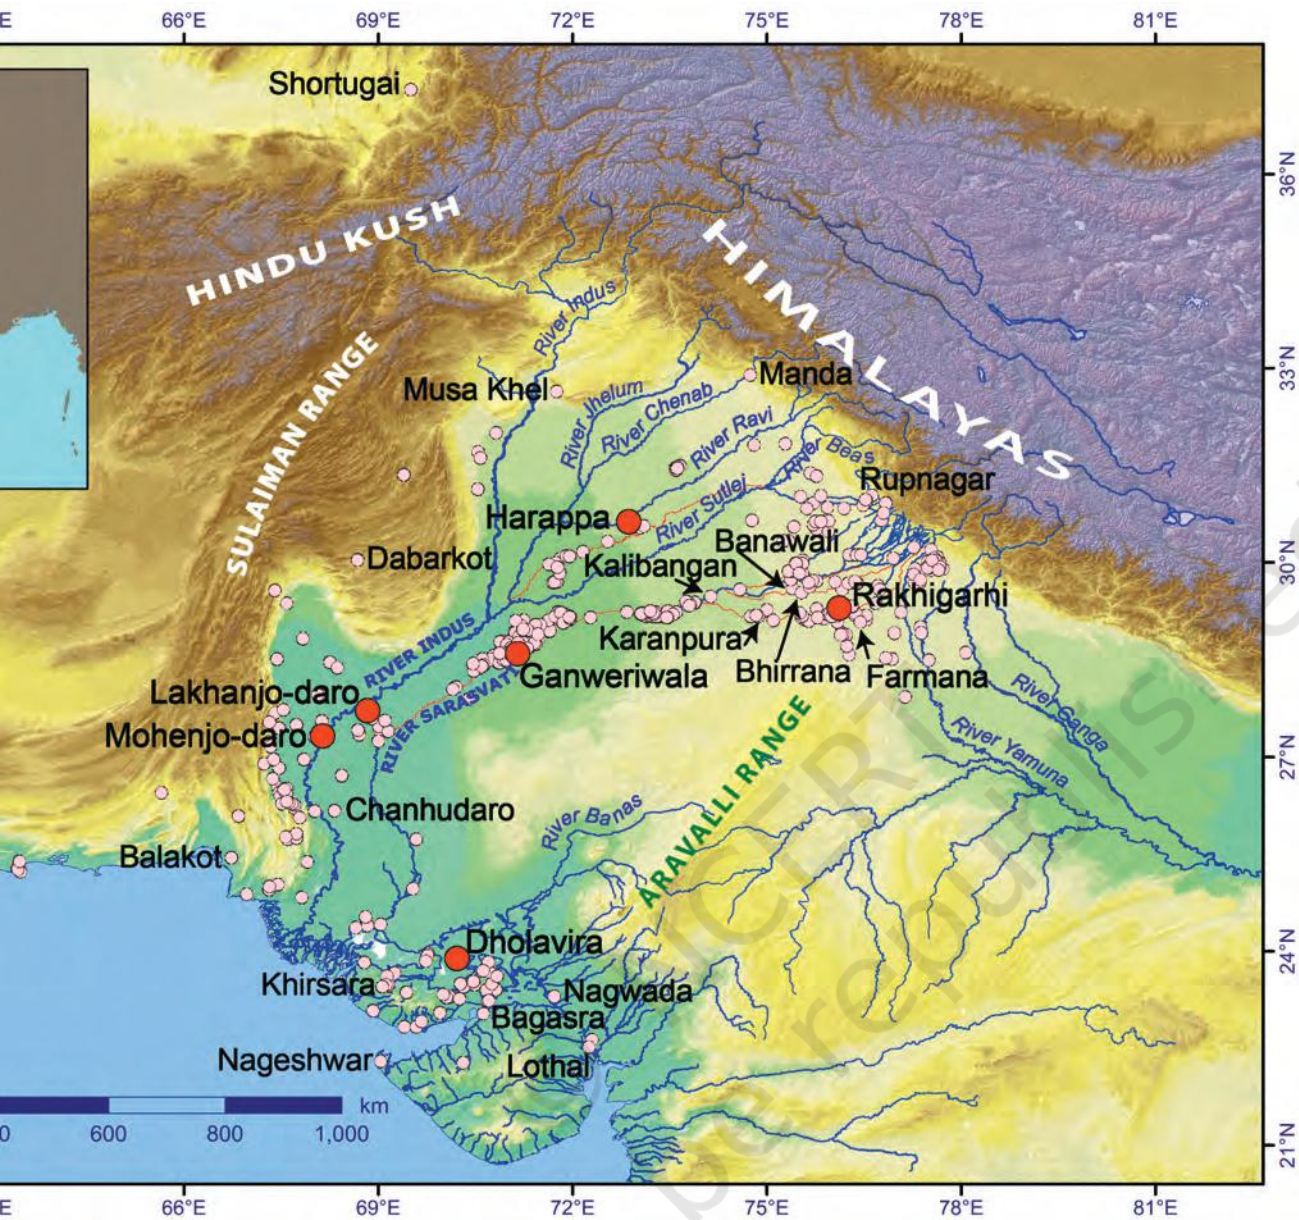 E 66°E 69°E 72°E 75°E 78°E 81°E
Shortugai
36°N
HINDU KUSH
HIMALAYAS
River Indus
SULAIMAN RANGE
33°N
Musa Khel
Manda
River Jhelum
River Chenab
River Ravi
River Beas
Rupnagar
River Sutlej
Harappa
Banawali
Dabarkot
Kalibangan
30°N
Rakhigarhi
RIVER INDUS
Karanpura
Bhirrana
Farmana
Ganweriwala
Lakhanjo-daro
RIVER SARASVATI
Mohenjo-daro
River Ganga
River Yamuna
27°N
ARAVALLI RANGE
Chanhudaro
River Banas
Balakot
Dholavira
24°N
Khirsara
Nagwada
Bagasra
Nageshwar
Lothal
km
0 600 800 1,000
21°N
66°E 69°E 72°E 75°E 78°E 81°E
NCERT
be republis